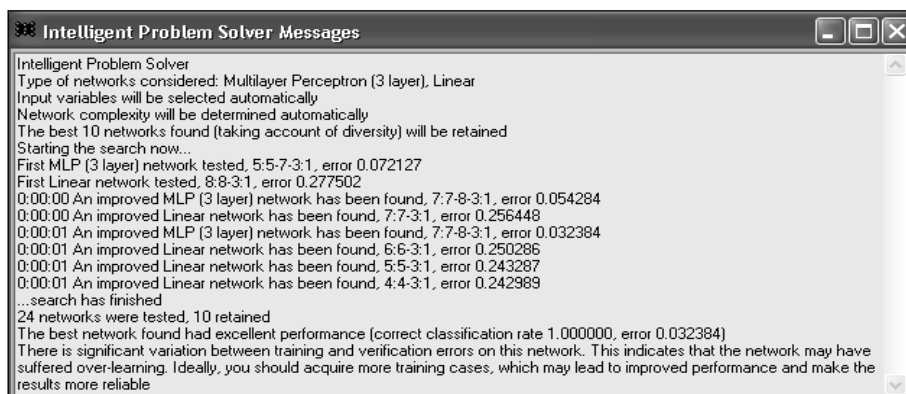 Intelligent Problem Solver Messages
Intelligent Problem Solver
Type of networks considered: Multilayer Perceptron (3 layer), Linear
Input variables will be selected automatically
Network complexity will be determined automatically
The best 10 networks found (taking account of diversity) will be retained
Starting the search now...
First MLP (3 layer) network tested, 5:5-7-3:1, error 0.072127
First Linear network tested, 8:8-3:1, error 0.277502
0:00:00 An improved MLP (3 layer) network has been found, 7:7-8-3:1, error 0.054284
0:00:00 An improved Linear network has been found, 7:7-3:1, error 0.256448
0:00:01 An improved MLP (3 layer) network has been found, 7:7-8-3:1, error 0.032384
0:00:01 An improved Linear network has been found, 6:6-3:1, error 0.250286
0:00:01 An improved Linear network has been found, 5:5-3:1, error 0.243287
0:00:01 An improved Linear network has been found, 4:4-3:1, error 0.242989
...search has finished
24 networks were tested, 10 retained
The best network found had excellent performance (correct classification rate 1.000000, error 0.032384)
There is significant variation between training and verification errors on this network. This indicates that the network may have
suffered over-learning. Ideally, you should acquire more training cases, which may lead to improved performance and make the
results more reliable